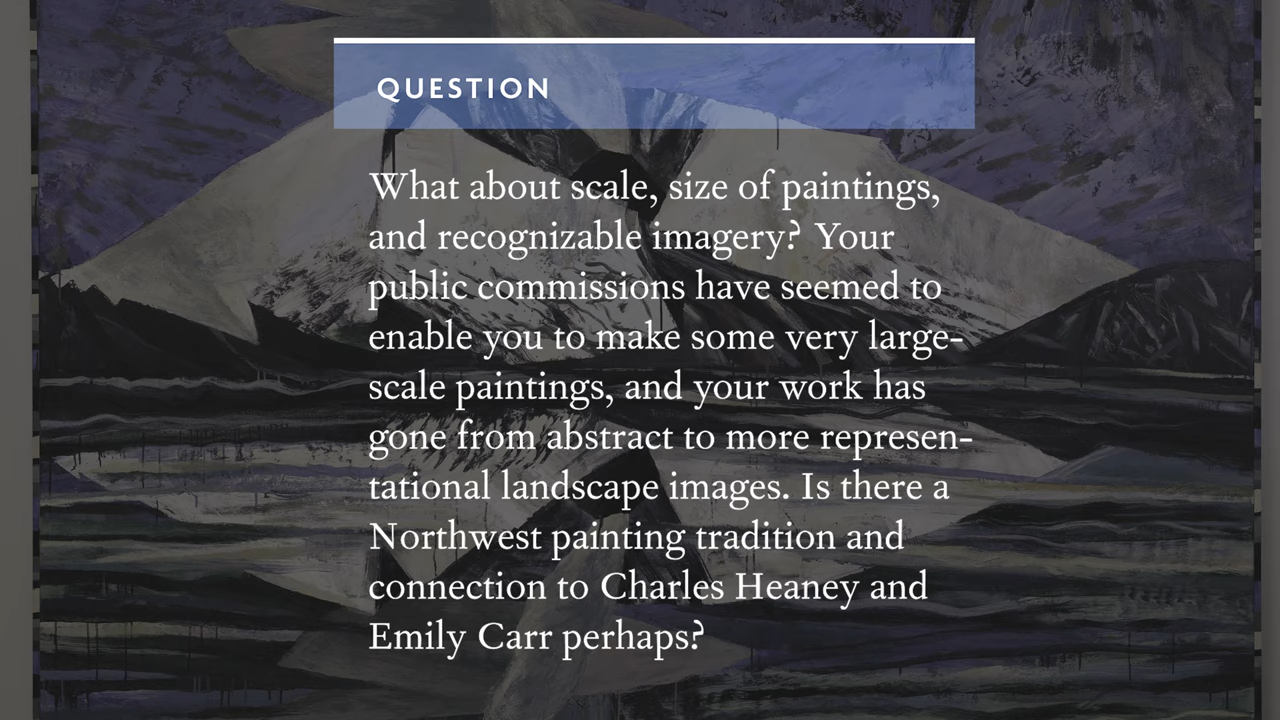 QUESTION
What about scale, size of paintings,
and recognizable imagery? Your
public commissions have seemed to
enable you to make some very large-
scale paintings, and your work has
gone from abstract to more represen-
tational landscape images. Is there a
Northwest painting tradition and
connection to Charles Heaney and
Emily Carr perhaps?